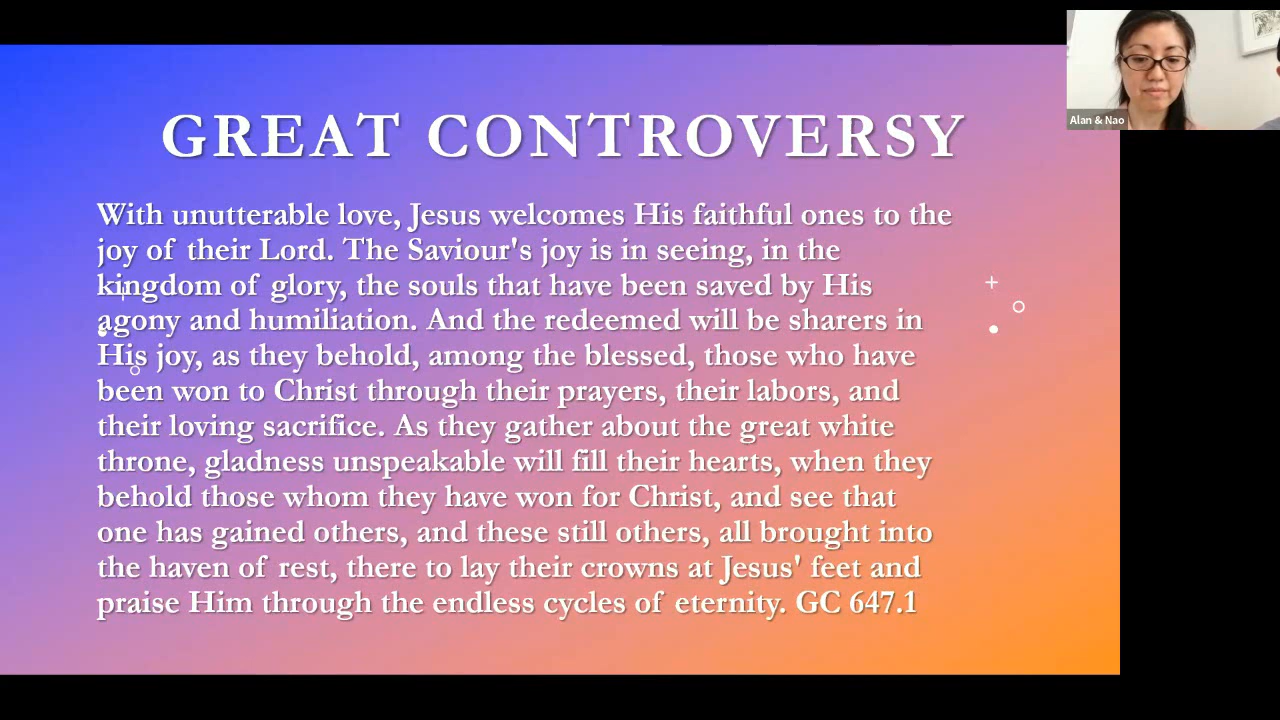 GREAT CONTROVERSY
With unutterable love, Jesus welcomes His faithful ones to the
joy of their Lord. The Saviour's joy is in seeing, in the
kingdom of glory, the souls that have been saved by His
agony and humiliation. And the redeemed will be sharers in
His joy, as they behold, among the blessed, those who have
been won to Christ through their prayers, their labors, and
their loving sacrifice. As they gather about the great white
throne, gladness unspeakable will fill their hearts, when they
behold those whom they have won for Christ, and see that
one has gained others, and these still others, all brought into
the haven of rest, there to lay their crowns at Jesus' feet and
praise Him through the endless cycles of eternity. GC 647.1
Alan & Nao